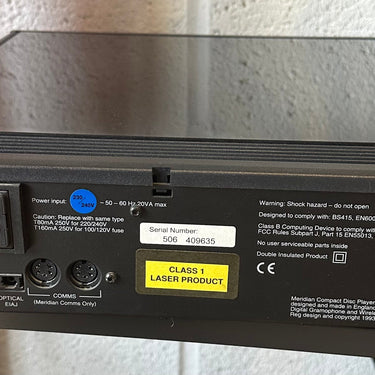 Power input:
230/
240V
~ 50 – 60 Hz 20VA max
Caution: Replace with same type
T80mA 250V for 220/240V
T160mA 250V for 100/120V fuse
Serial Number:
506 409635
CLASS 1
LASER PRODUCT
OPTICAL
EIAJ
COMMS
(Meridian Comms Only)
Warning: Shock hazard – do not open
Designed to comply with: BS415, EN600
Class B Computing Device to comply
FCC Rules Subpart J, Part 15 EN55013,
No user serviceable parts inside
Double Insulated Product
CE
Meridian Compact Disc Player
designed and made in England
Digital Gramophone and Wirele
Reg design and copyright 1993